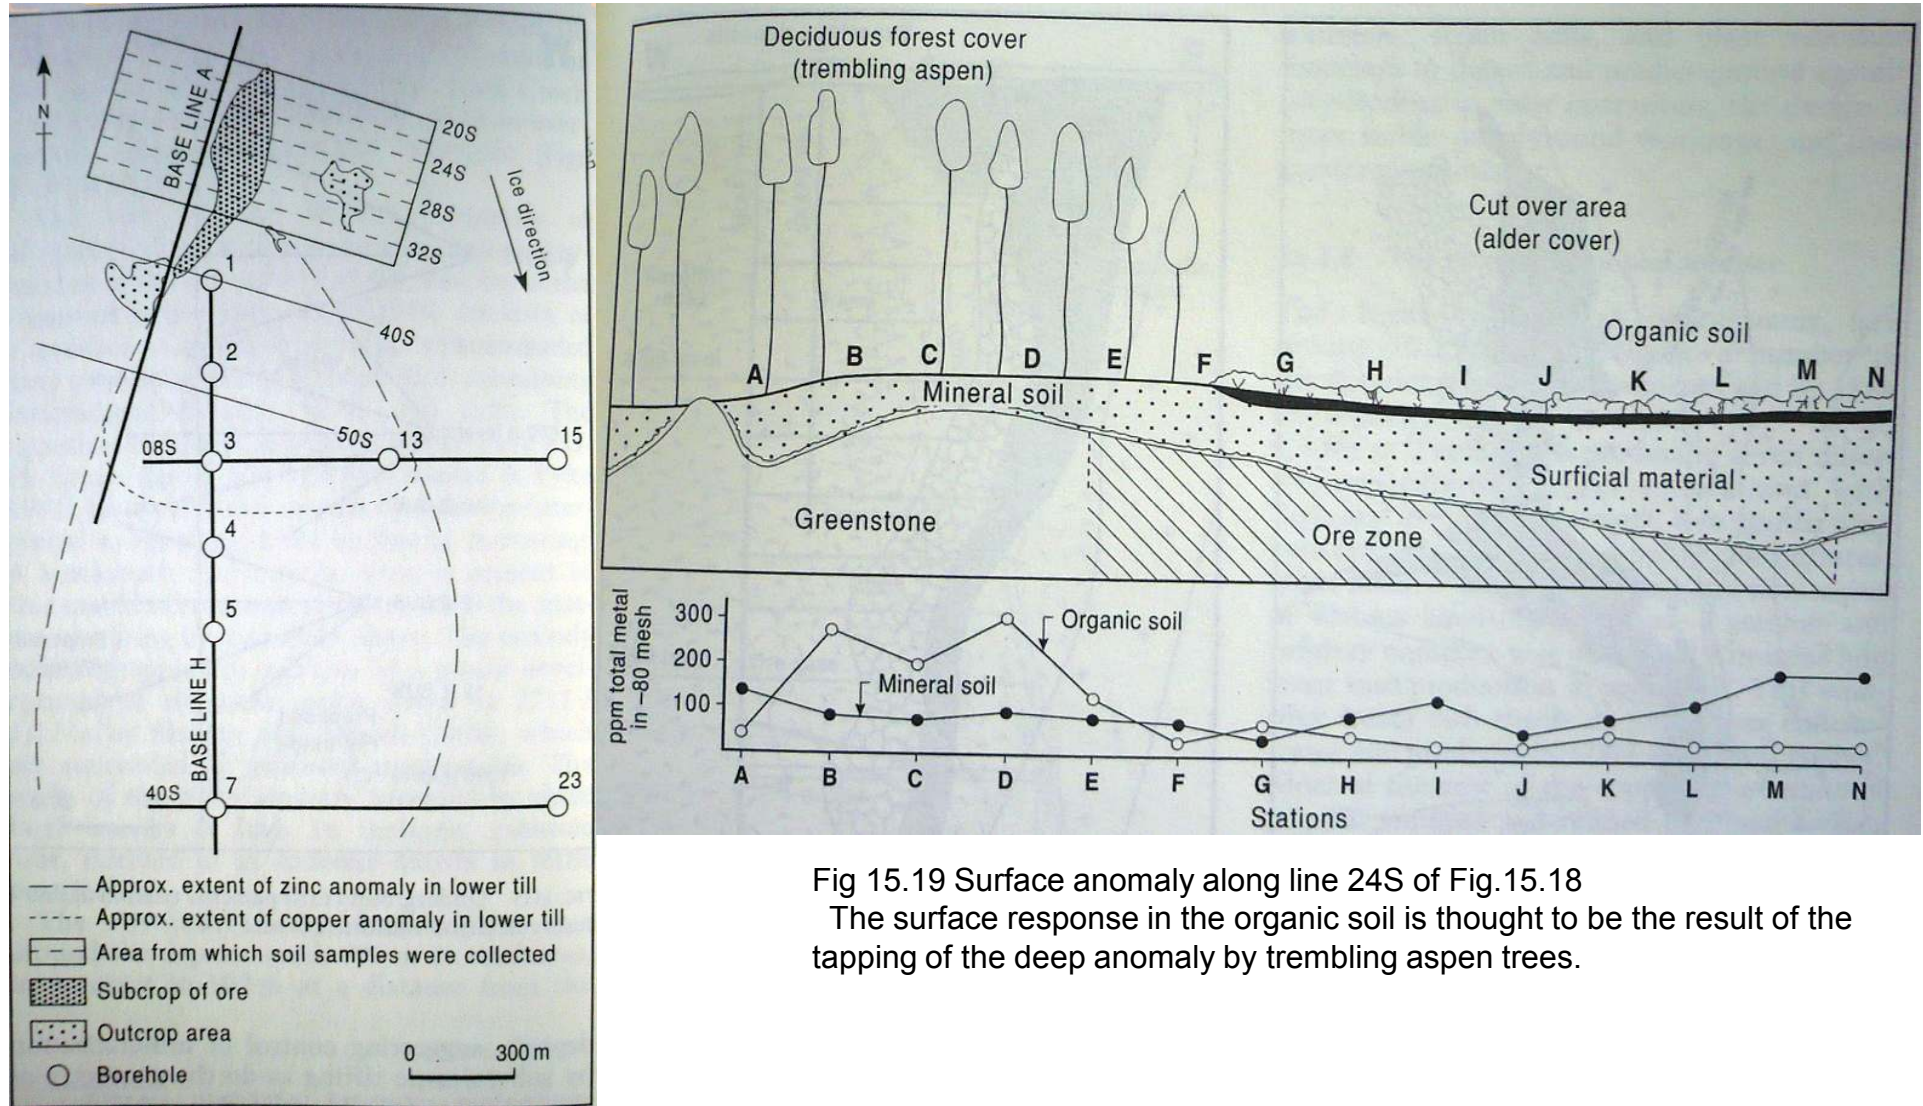 N
BASE LINE A
20S
24S
28S
32S
Ice direction
1
40S
2
50S
08S
3
13
15
4
5
BASE LINE H
40S
7
23
Approx. extent of zinc anomaly in lower till
Approx. extent of copper anomaly in lower till
Area from which soil samples were collected
Subcrop of ore
Outcrop area
Borehole
0 300 m
Deciduous forest cover
(trembling aspen)
Cut over area
(alder cover)
Organic soil
A B C D E F G H I J K L M N
Mineral soil
Surficial material
Greenstone
Ore zone
ppm total metal
in -80 mesh
300
200
100
Organic soil
Mineral soil
A B C D E F G H I J K L M N
Stations
Fig 15.19 Surface anomaly along line 24S of Fig.15.18
The surface response in the organic soil is thought to be the result of the
tapping of the deep anomaly by trembling aspen trees.